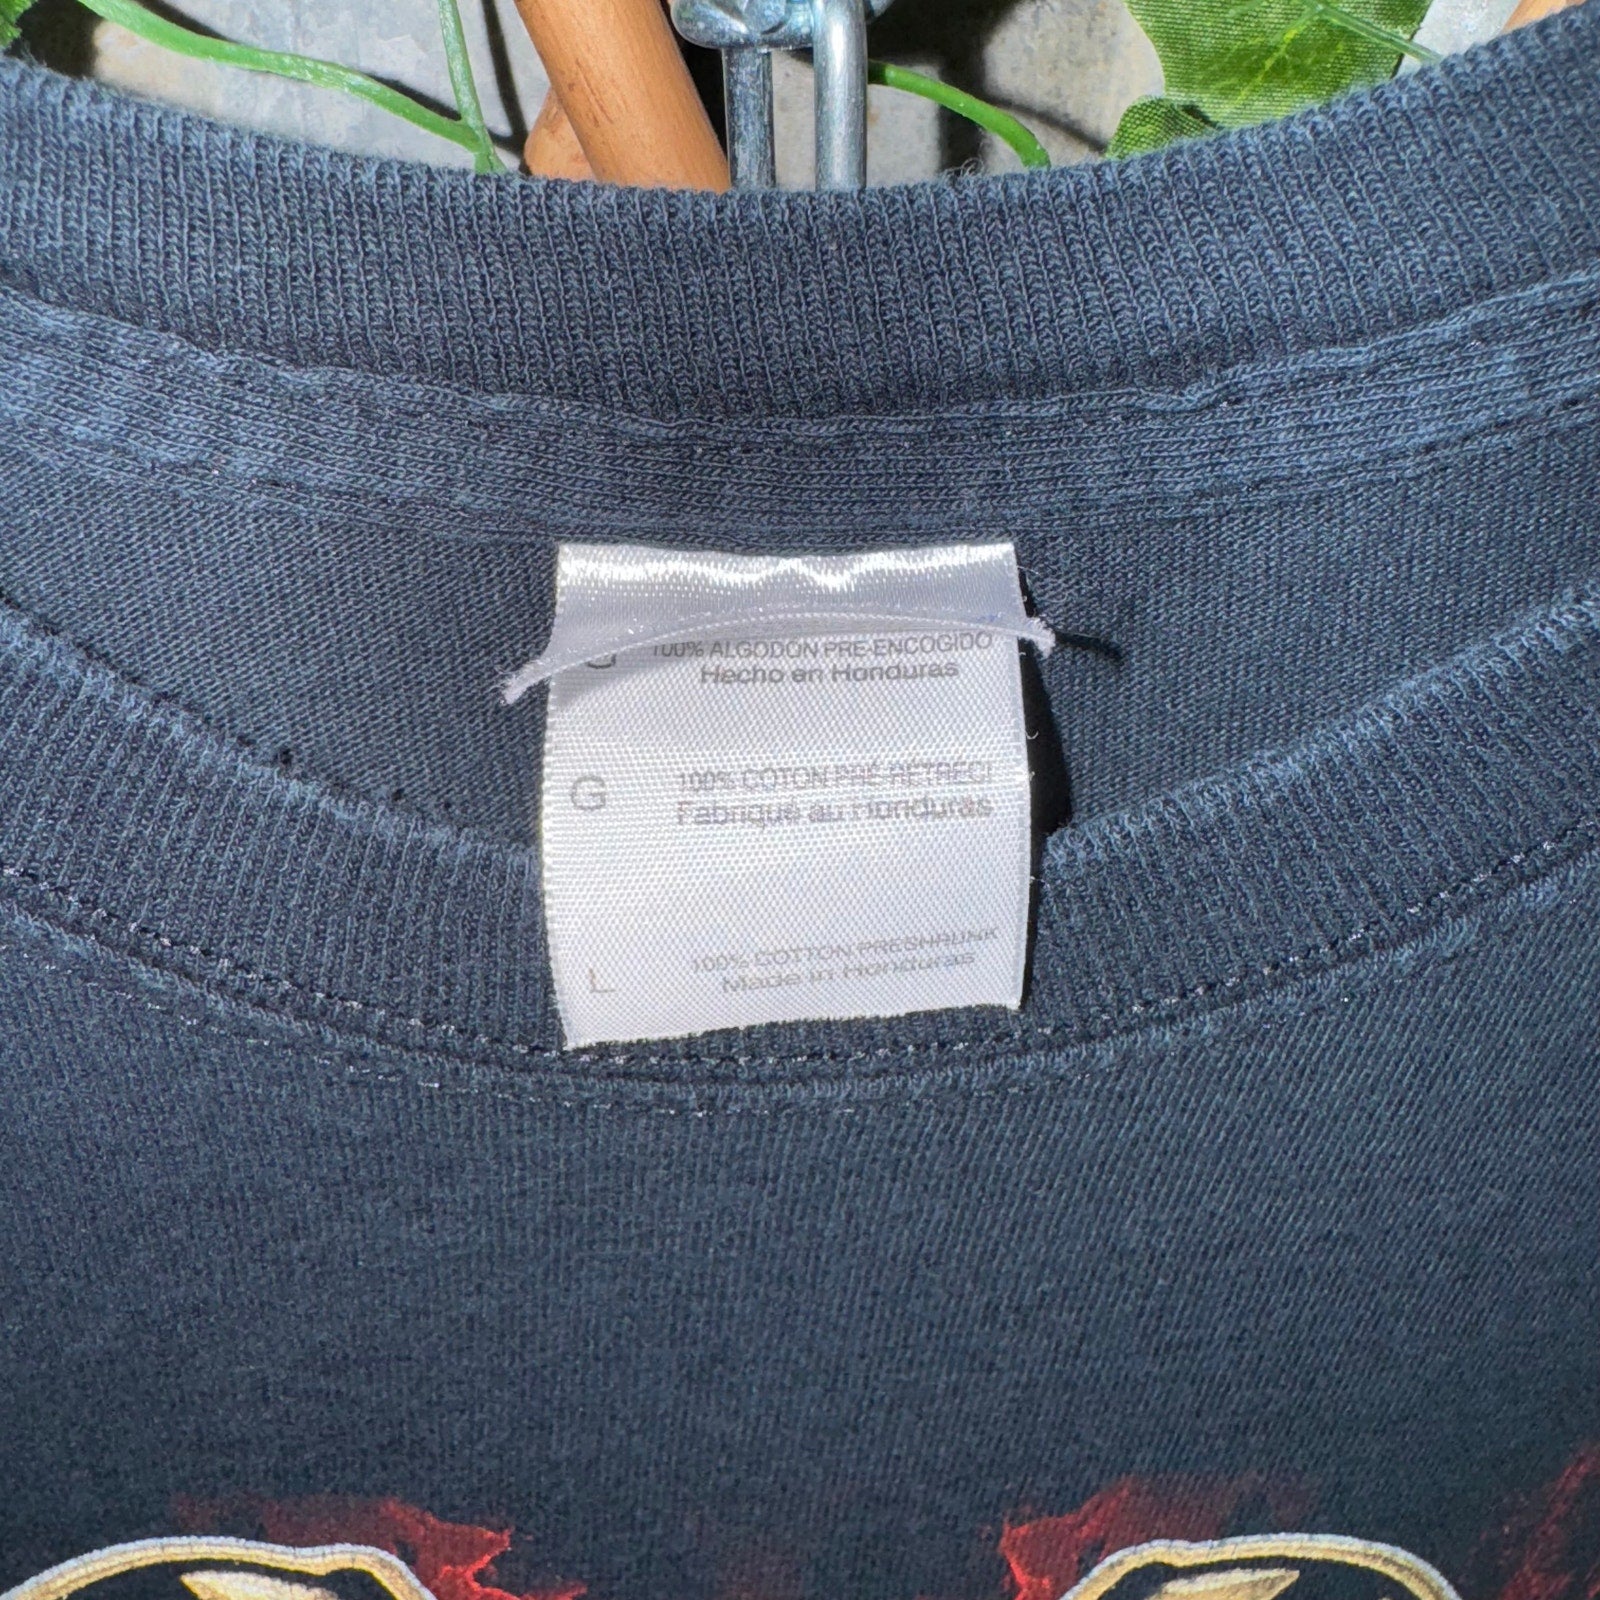 G 100% ALGODON PRE-ENCOGIDO
Hecho en Honduras
G 100% COTON PRÉ-RÉTRECI
Fabriqué au Honduras
L 100% COTTON PRESHRUNK
Made in Honduras